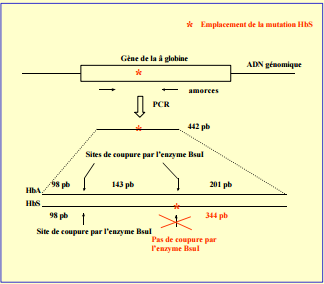 * Emplacement de la mutation HbS
Gène de la â globine
ADN génomique
*
amorces
PCR
*
442 pb
Sites de coupure par l'enzyme BsuI
98 pb 143 pb 201 pb
HbA
HbS
*
98 pb 344 pb
Site de coupure par l'enzyme BsuI
Pas de coupure par
l'enzyme BsuI